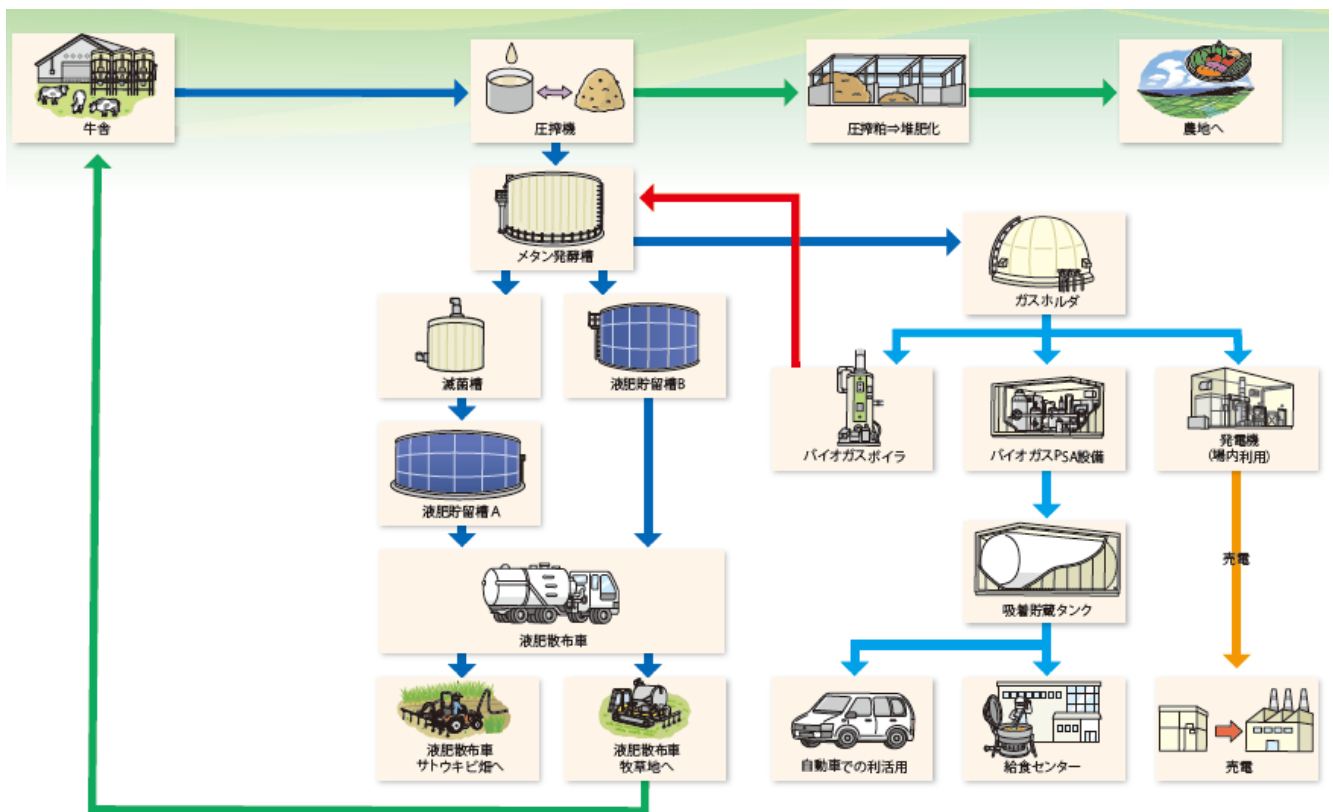 牛舎
圧搾機
圧搾粕⇒堆肥化
農地へ
メタン発酵槽
ガスホルダ
滅菌槽
液肥貯留槽B
バイオガスボイラ
バイオガスPSA設備
発電機
(場内利用)
液肥貯留槽A
吸着貯蔵タンク
売電
液肥散布車
液肥散布車
サトウキビ畑へ
液肥散布車
牧草地へ
自動車での利活用
給食センター
売電